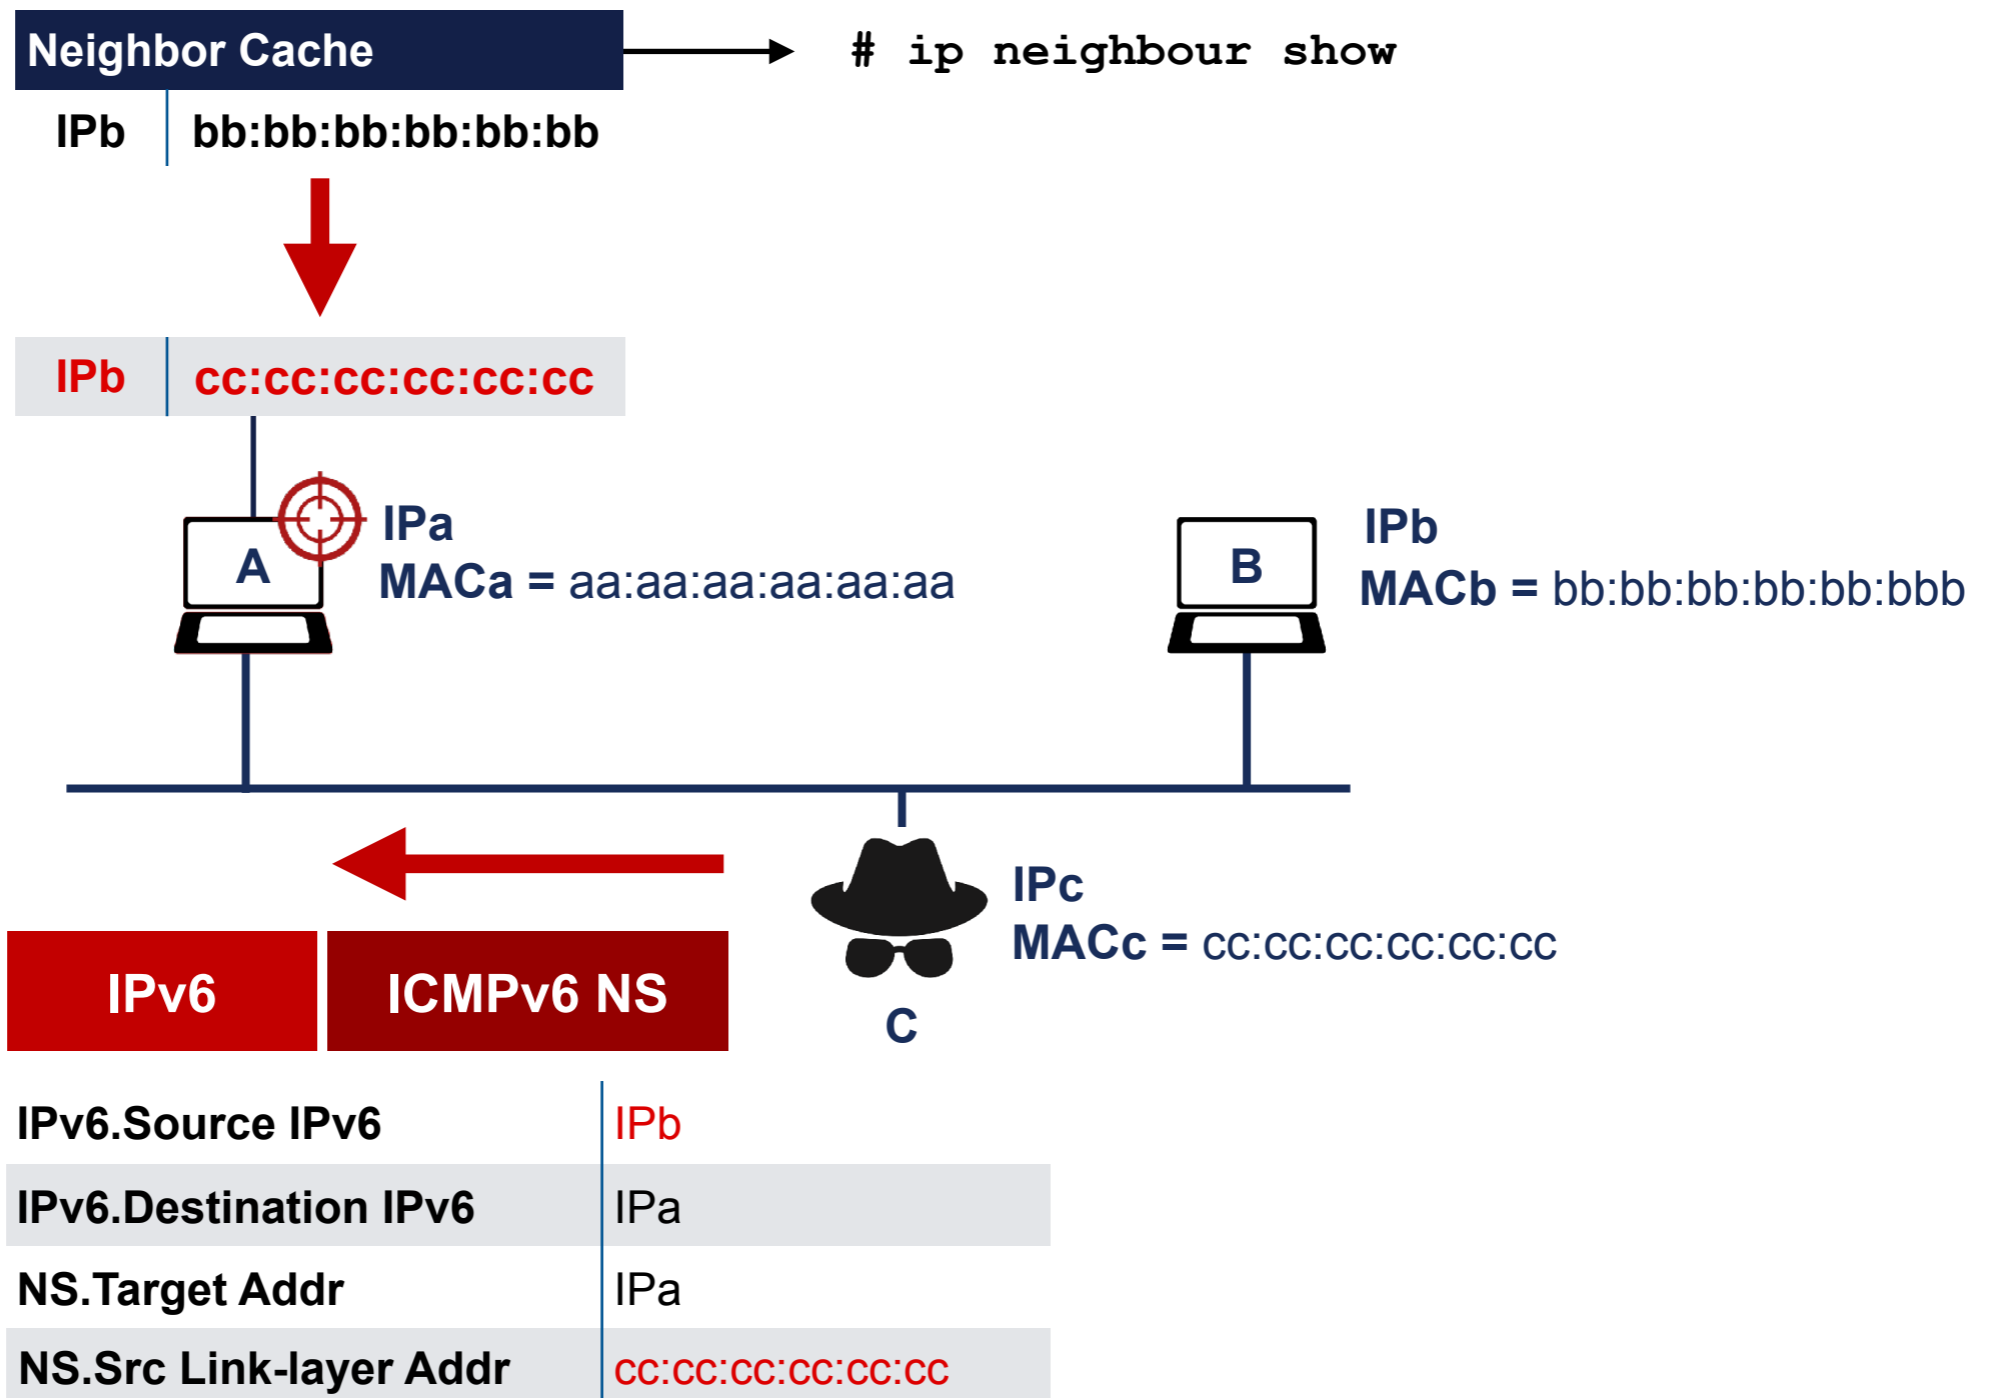 Neighbor Cache
# ip neighbour show
IPb bb:bb:bb:bb:bb:bb
IPb cc:cc:cc:cc:cc:cc
A
IPa
MACa = aa:aa:aa:aa:aa:aa
B
IPb
MACb = bb:bb:bb:bb:bb:bbb
IPc
MACc = cc:cc:cc:cc:cc:cc
C
IPv6
ICMPv6 NS
IPv6.Source IPv6 IPb
IPv6.Destination IPv6 IPa
NS.Target Addr IPa
NS.Src Link-layer Addr cc:cc:cc:cc:cc:cc